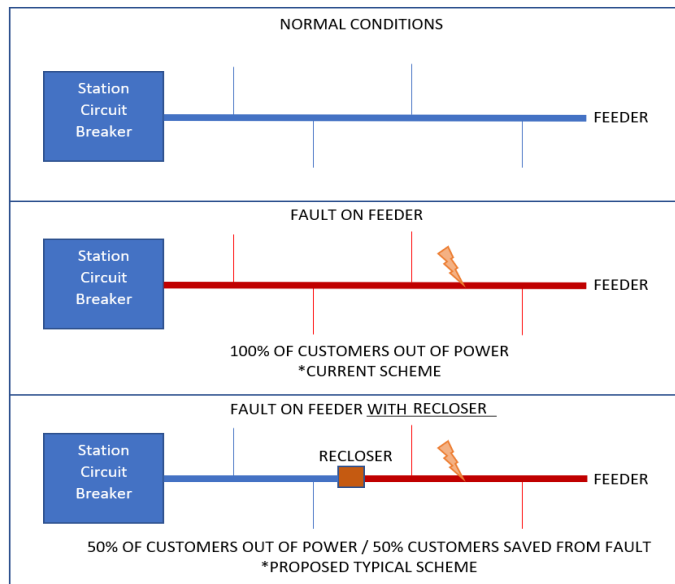 NORMAL CONDITIONS
Station
Circuit
Breaker
FEEDER
FAULT ON FEEDER
Station
Circuit
Breaker
FEEDER
100% OF CUSTOMERS OUT OF POWER
*CURRENT SCHEME
FAULT ON FEEDER WITH RECLOSER
Station
Circuit
Breaker
RECLOSER
FEEDER
50% OF CUSTOMERS OUT OF POWER / 50% CUSTOMERS SAVED FROM FAULT
*PROPOSED TYPICAL SCHEME